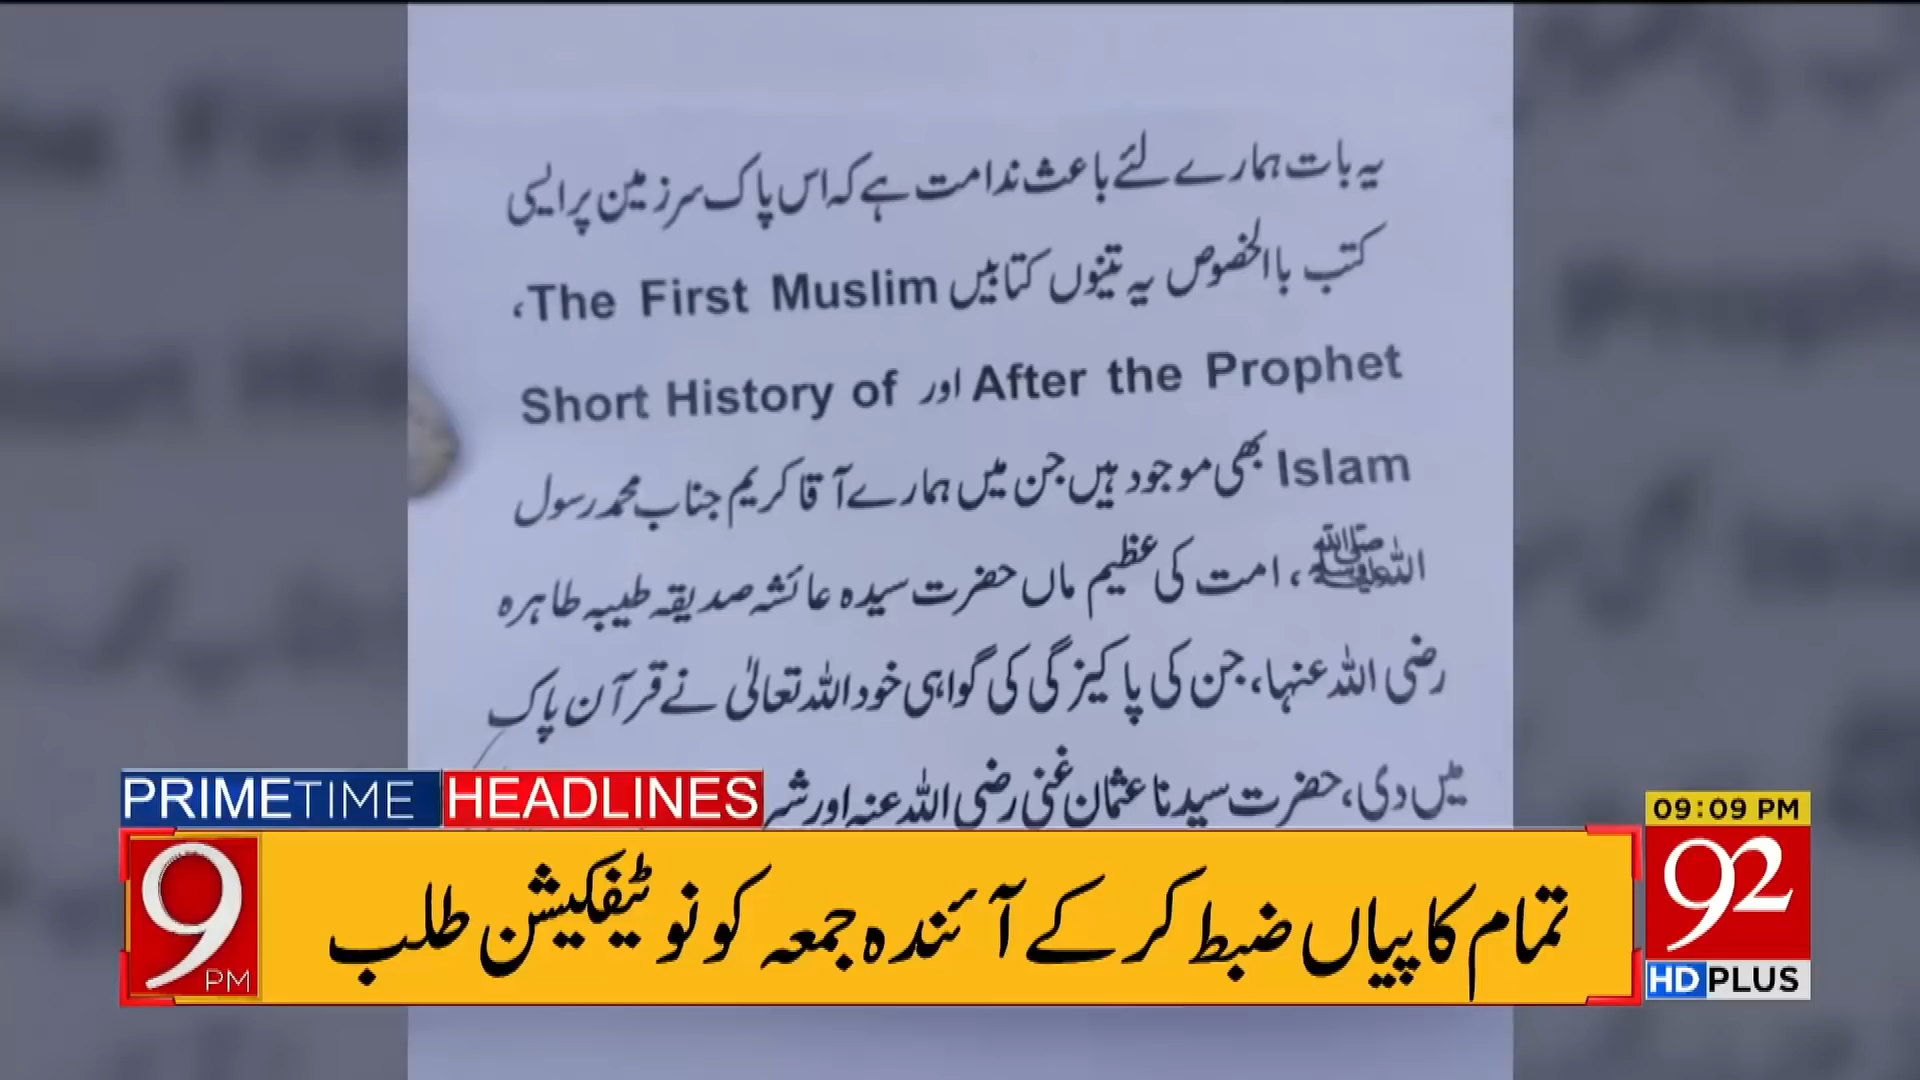 یہ بات ہمارے لئے باعث ندامت ہے کہ اس پاک سرزمین پر ایسی
کتب باالخصوص یہ تینوں کتابیں The First Muslim،
After the Prophet اور Short History of
Islam بھی موجود ہیں جن میں ہمارے آقا کریم جناب محمد رسول
اللہ ﷺ، امت کی عظیم ماں حضرت سیدہ عائشہ صدیقہ طیبہ طاہرہ
رضی اللہ عنہا، جن کی پاکیزگی کی گواہی خود اللہ تعالیٰ نے قرآن پاک
میں دی، حضرت سیدنا عثمان غنی رضی اللہ عنہ اور
PRIMETIME HEADLINES
09:09 PM
9 PM
تمام کاپیاں ضبط کر کے آئندہ جمعہ کو نوٹیفکیشن طلب
92
HD PLUS